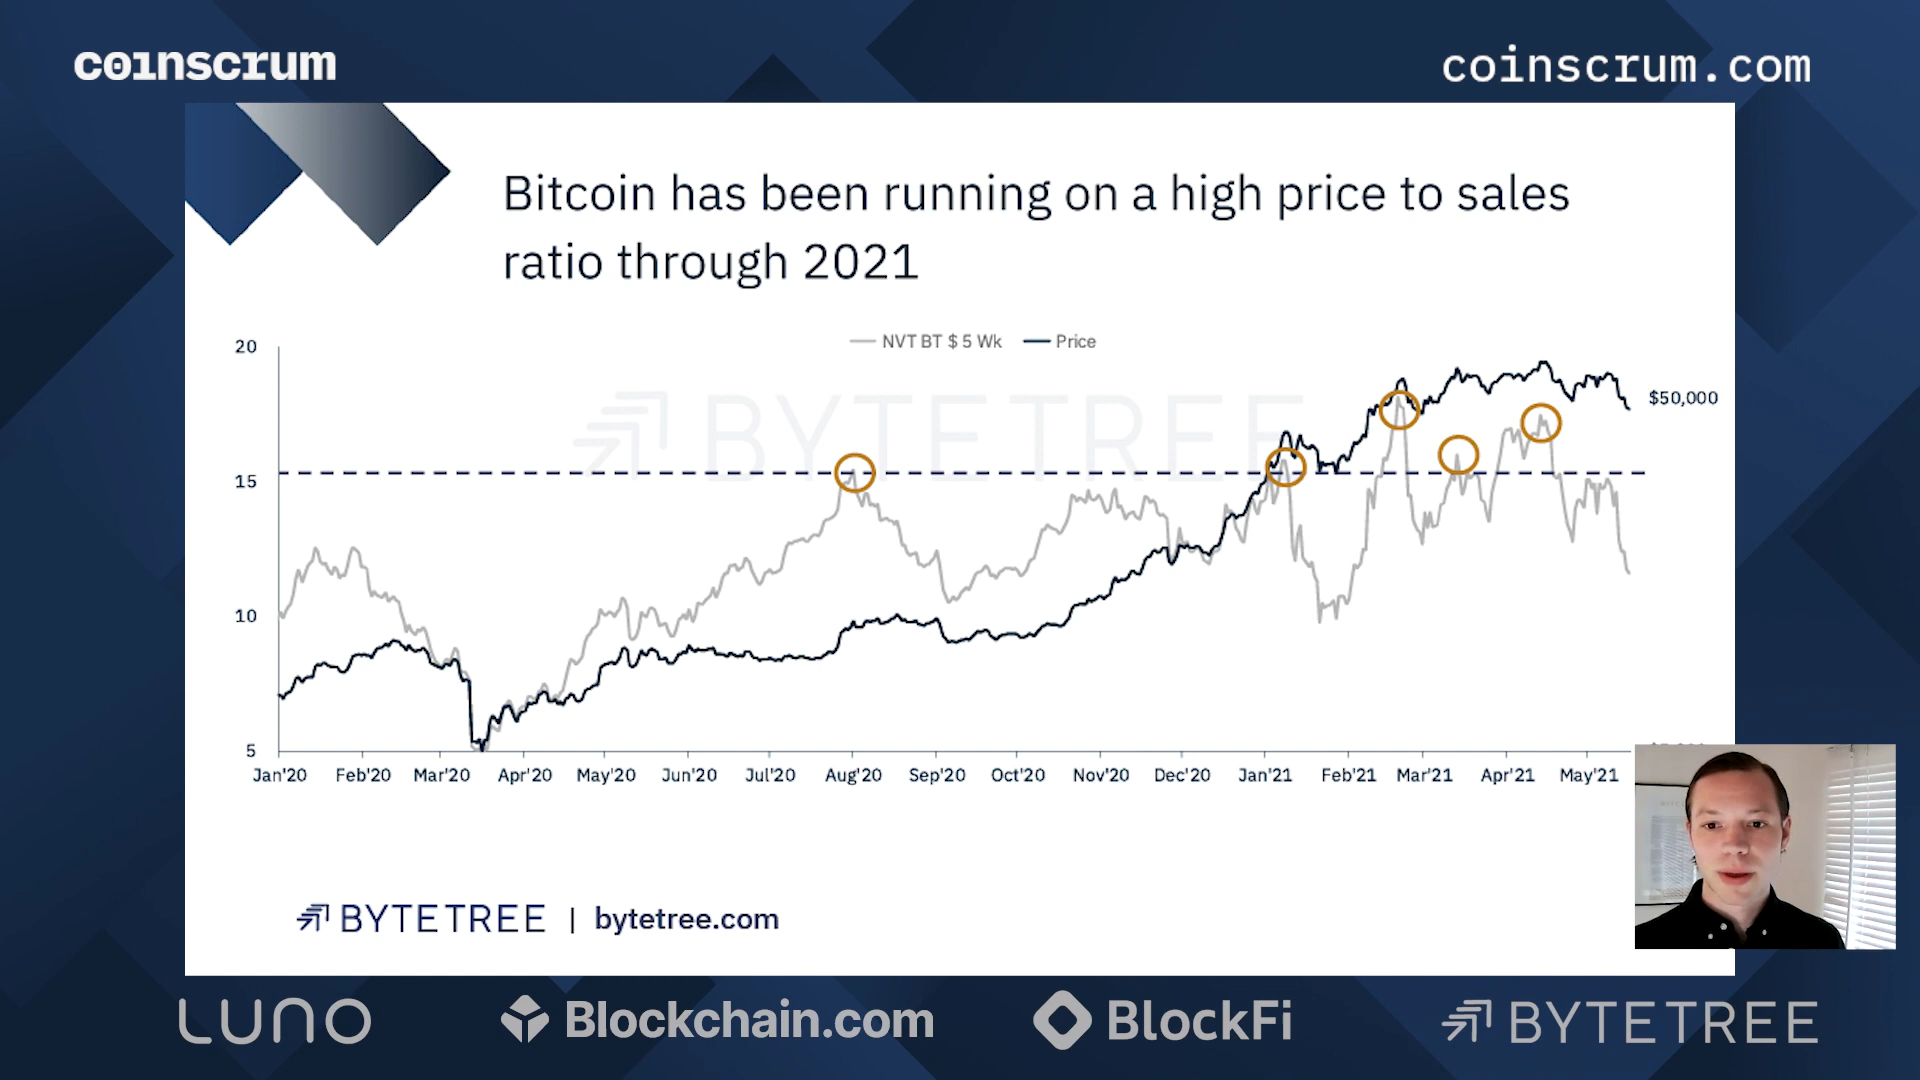 coinscrum
coinscrum.com
Bitcoin has been running on a high price to sales
ratio through 2021
NVT BT $ 5 Wk
Price
BYTETREE
20
15
10
5
$50,000
Jan'20
Feb'20
Mar'20
Apr'20
May'20
Jun'20
Jul'20
Aug'20
Sep'20
Oct'20
Nov'20
Dec'20
Jan'21
Feb'21
Mar'21
Apr'21
May'21
BYTETREE | bytetree.com
LUNO
Blockchain.com
BlockFi
BYTETREE